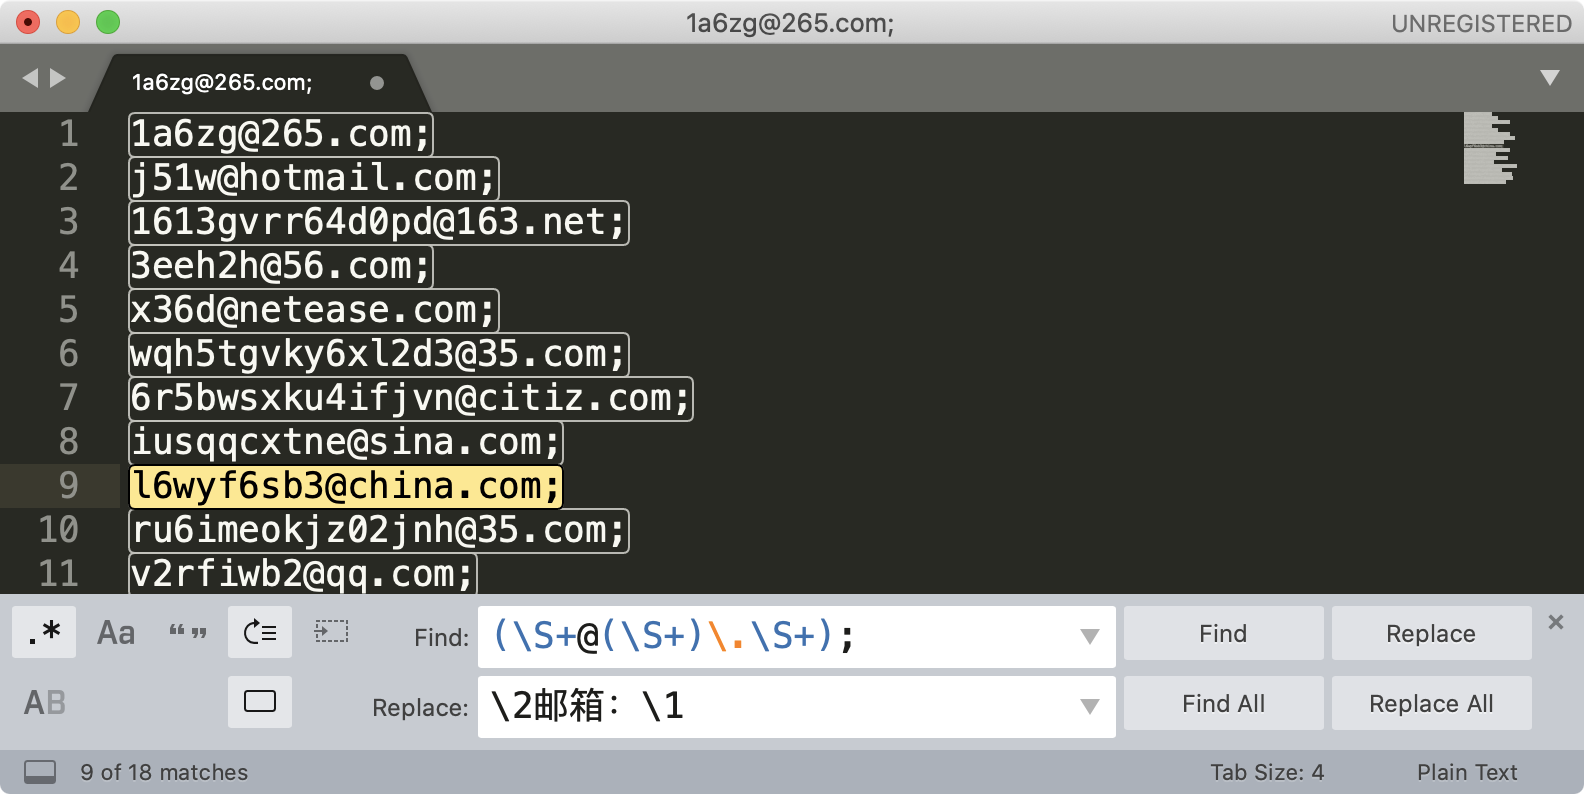 1a6zg@265.com;
UNREGISTERED
1a6zg@265.com;
1 1a6zg@265.com;
2 j51w@hotmail.com;
3 1613gvrr64d0pd@163.net;
4 3eeh2h@56.com;
5 x36d@netease.com;
6 wqh5tgvky6xl2d3@35.com;
7 6r5bwsxku4ifjvn@citiz.com;
8 iusqqcxtne@sina.com;
9 l6wyf6sb3@china.com;
10 ru6imeokjz02jnh@35.com;
11 v2rfiwb2@qq.com;
.* Aa “” Find: (\S+@(\S+)\.\S+); Find Replace
AB Replace: \2邮箱：\1 Find All Replace All
9 of 18 matches Tab Size: 4 Plain Text